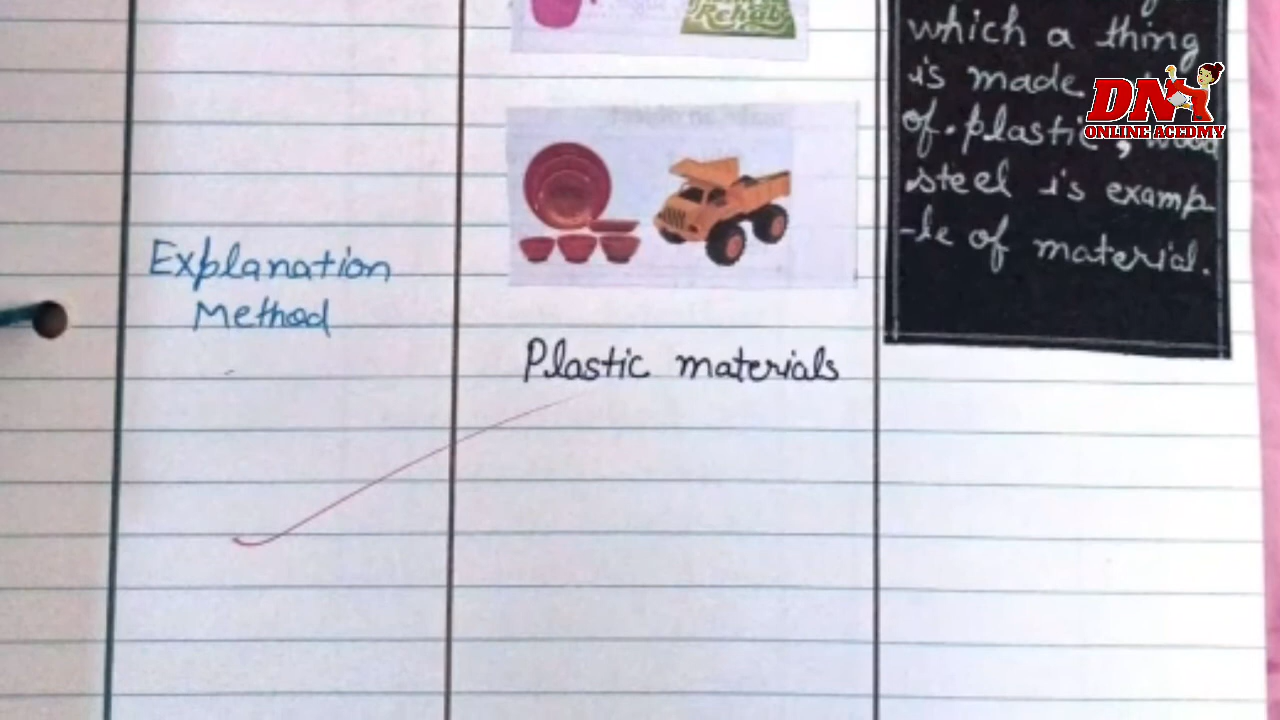 Explanation
Method
Plastic materials
which a thing
is made
of. plastic, wood
steel is examp
-le of material.
DN
ONLINE ACEDMY